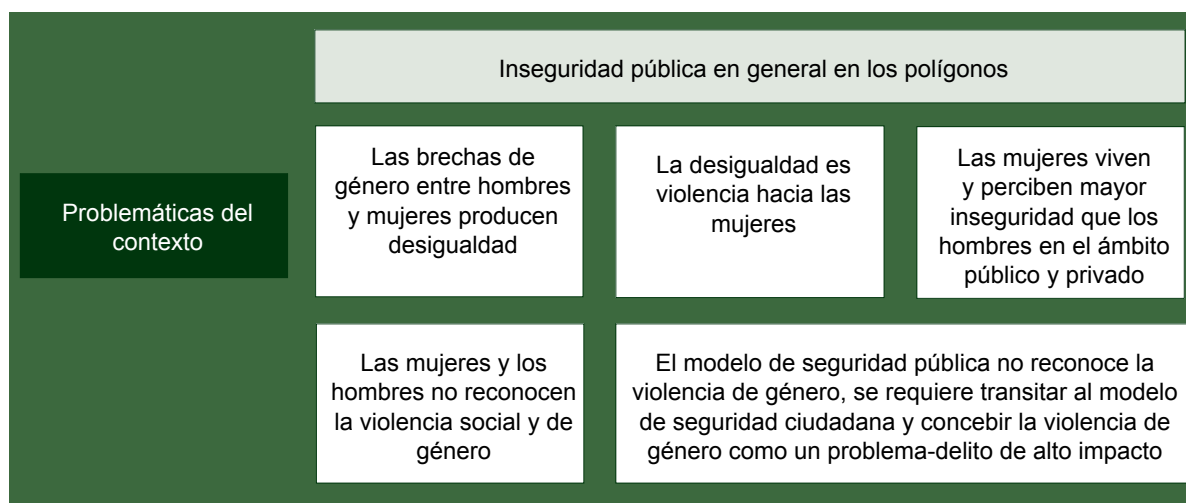 Inseguridad pública en general en los polígonos
Problemáticas del
contexto
Las brechas de
género entre hombres
y mujeres producen
desigualdad
La desigualdad es
violencia hacia las
mujeres
Las mujeres viven
y perciben mayor
inseguridad que los
hombres en el ámbito
público y privado
Las mujeres y los
hombres no reconocen
la violencia social y de
género
El modelo de seguridad pública no reconoce la
violencia de género, se requiere transitar al modelo
de seguridad ciudadana y concebir la violencia de
género como un problema-delito de alto impacto